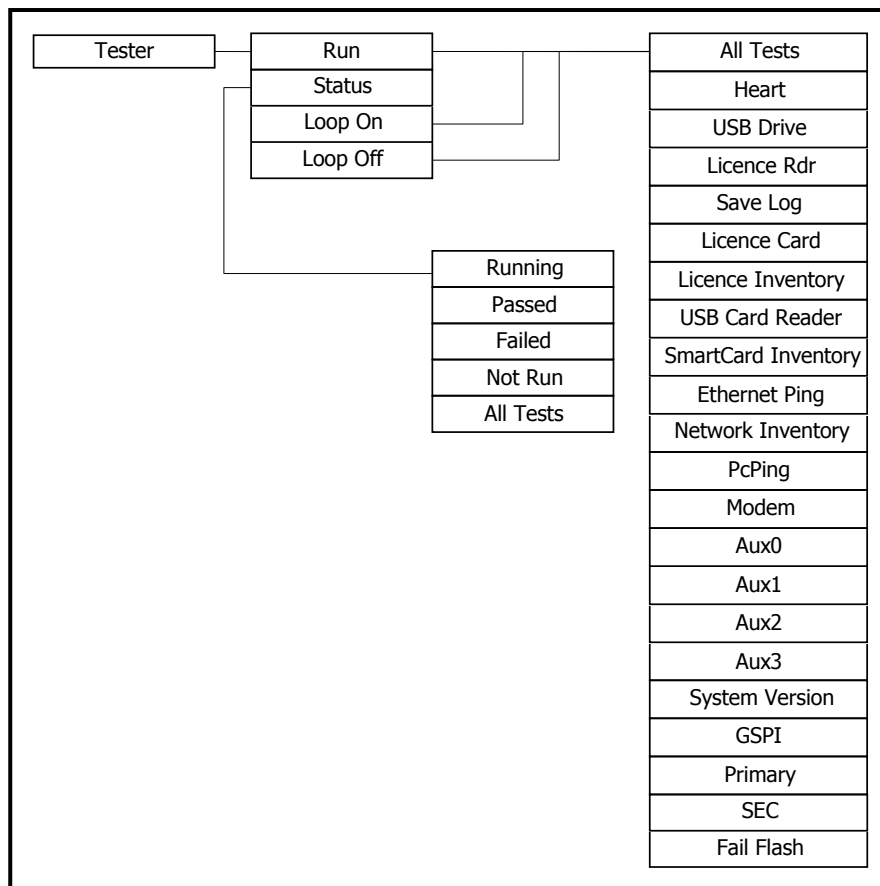 Tester
Run
Status
Loop On
Loop Off
Running
Passed
Failed
Not Run
All Tests
All Tests
Heart
USB Drive
Licence Rdr
Save Log
Licence Card
Licence Inventory
USB Card Reader
SmartCard Inventory
Ethernet Ping
Network Inventory
PcPing
Modem
Aux0
Aux1
Aux2
Aux3
System Version
GSPI
Primary
SEC
Fail Flash